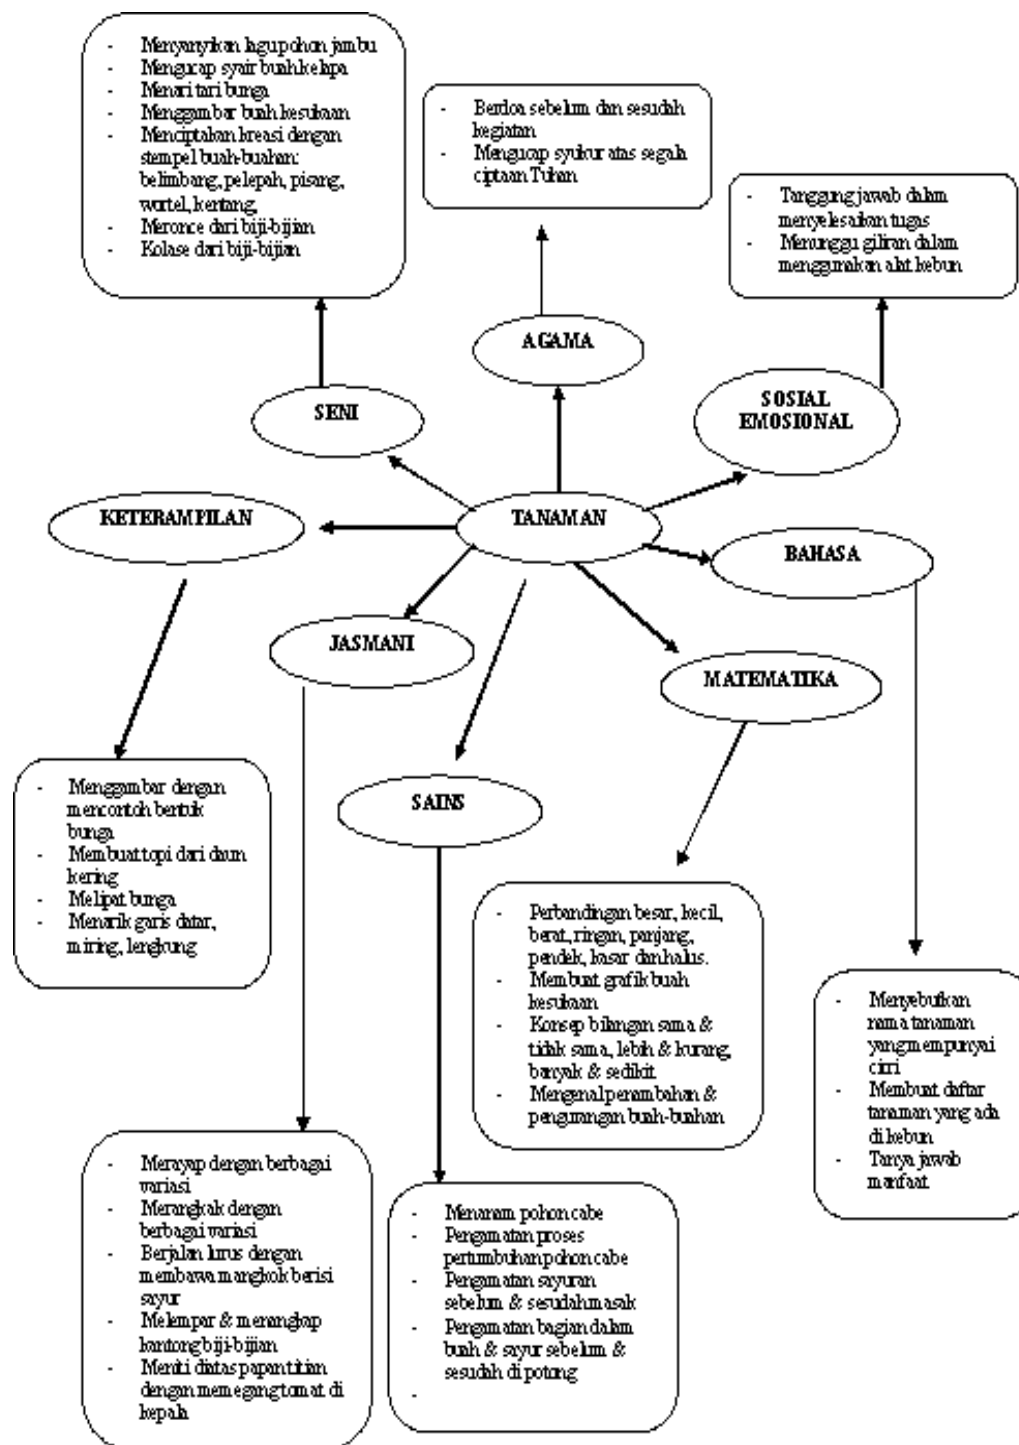 - Menyanyikan lagu pohon jambu
- Mengucap syair buah kelapa
- Menari tari bunga
- Menggambar buah kesukaan
- Menciptakan kreasi dengan
stempel buah-buahan:
belimbang, pelepah, pisang,
wortel, kentang,
- Meronce dari biji-bijian
- Kolase dari biji-bijian
- Berdoa sebelum dan sesudah
kegiatan
- Mengucap syukur atas segala
ciptaan Tuhan
- Tanggung jawab dalam
menyelesaikan tugas
- Menunggu giliran dalam
menggunakan alat kebun
AGAMA
SENI
SOSIAL
EMOSIONAL
KETERAMPILAN
TANAMAN
BAHASA
JASMANI
MATEMATIKA
SAINS
- Menggambar dengan
mencontoh bentuk
bunga
- Membuat topi dari daun
kering
- Melipat bunga
- Menarik garis datar,
miring, lengkung
- Perbandingan besar, kecil,
berat, ringan, panjang,
pendek, kasar dan halus.
- Membuat grafik buah
kesukaan
- Konsep bilangan sama &
tidak sama, lebih & kurang,
banyak & sedikit
- Mengenal penambahan &
pengurangan buah-buahan
- Menyebutkan
nama tanaman
yang mempunyai
cirri
- Membuat daftar
tanaman yang ada
di kebun
- Tanya jawab
manfaat
- Merayap dengan berbagai
variasi
- Merangkak dengan
berbagai variasi
- Berjalan lurus dengan
membawa mangkok berisi
sayur
- Melempar & menangkap
kantong biji-bijian
- Meniti diatas papan titian
dengan memegang tomat di
kepala
- Menanam pohon cabe
- Pengamatan proses
pertumbuhan pohon cabe
- Pengamatan sayuran
sebelum & sesudah masak
- Pengamatan bagian dalam
buah & sayur sebelum &
sesudah di potong
-